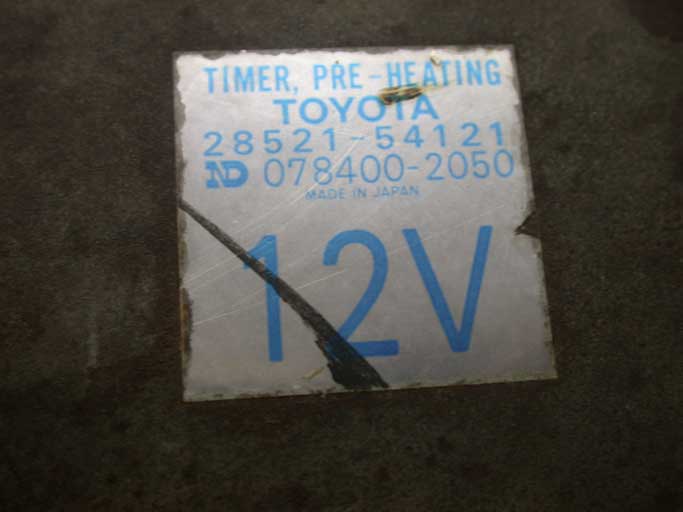 TIMER, PRE-HEATING
TOYOTA
28521-54121
ND 078400-2050
MADE IN JAPAN
12V